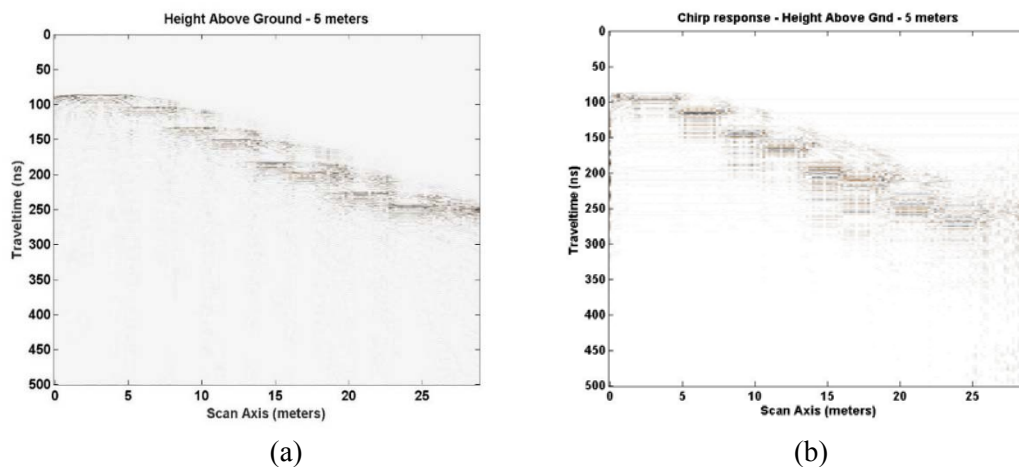 Height Above Ground - 5 meters
0
50
100
150
200
250
300
350
400
450
500
Traveltime (ns)
0 5 10 15 20 25
Scan Axis (meters)
(a)
Chirp response - Height Above Gnd - 5 meters
0
50
100
150
200
250
300
350
400
450
500
Traveltime (ns)
0 5 10 15 20 25
Scan Axis (meters)
(b)